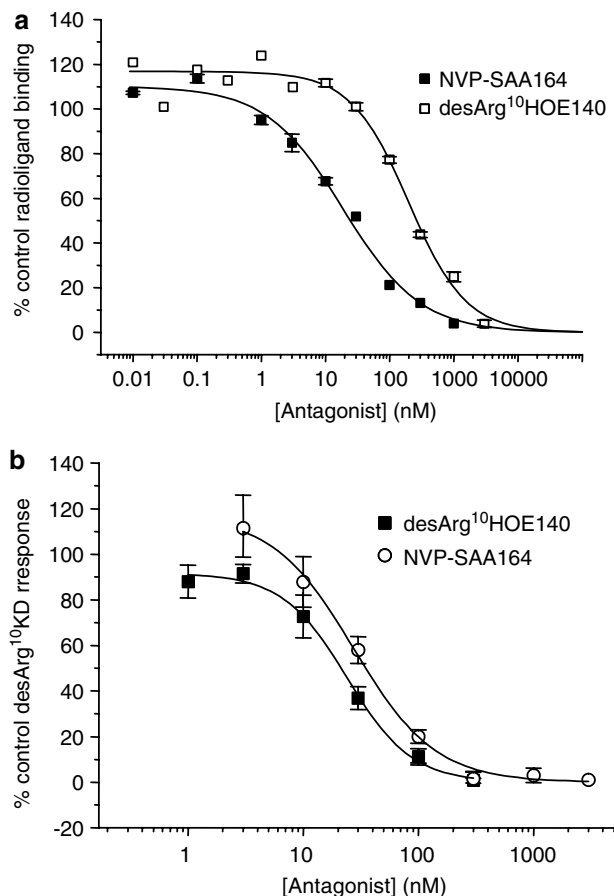 a
140
120
100
80
60
40
20
0
% control radioligand binding
NVP-SAA164
desArg¹⁰HOE140
0.01 0.1 1 10 100 1000 10000
[Antagonist] (nM)
b
140
120
100
80
60
40
20
0
-20
% control desArg¹⁰KD rresponse
desArg¹⁰HOE140
NVP-SAA164
1 10 100 1000
[Antagonist] (nM)